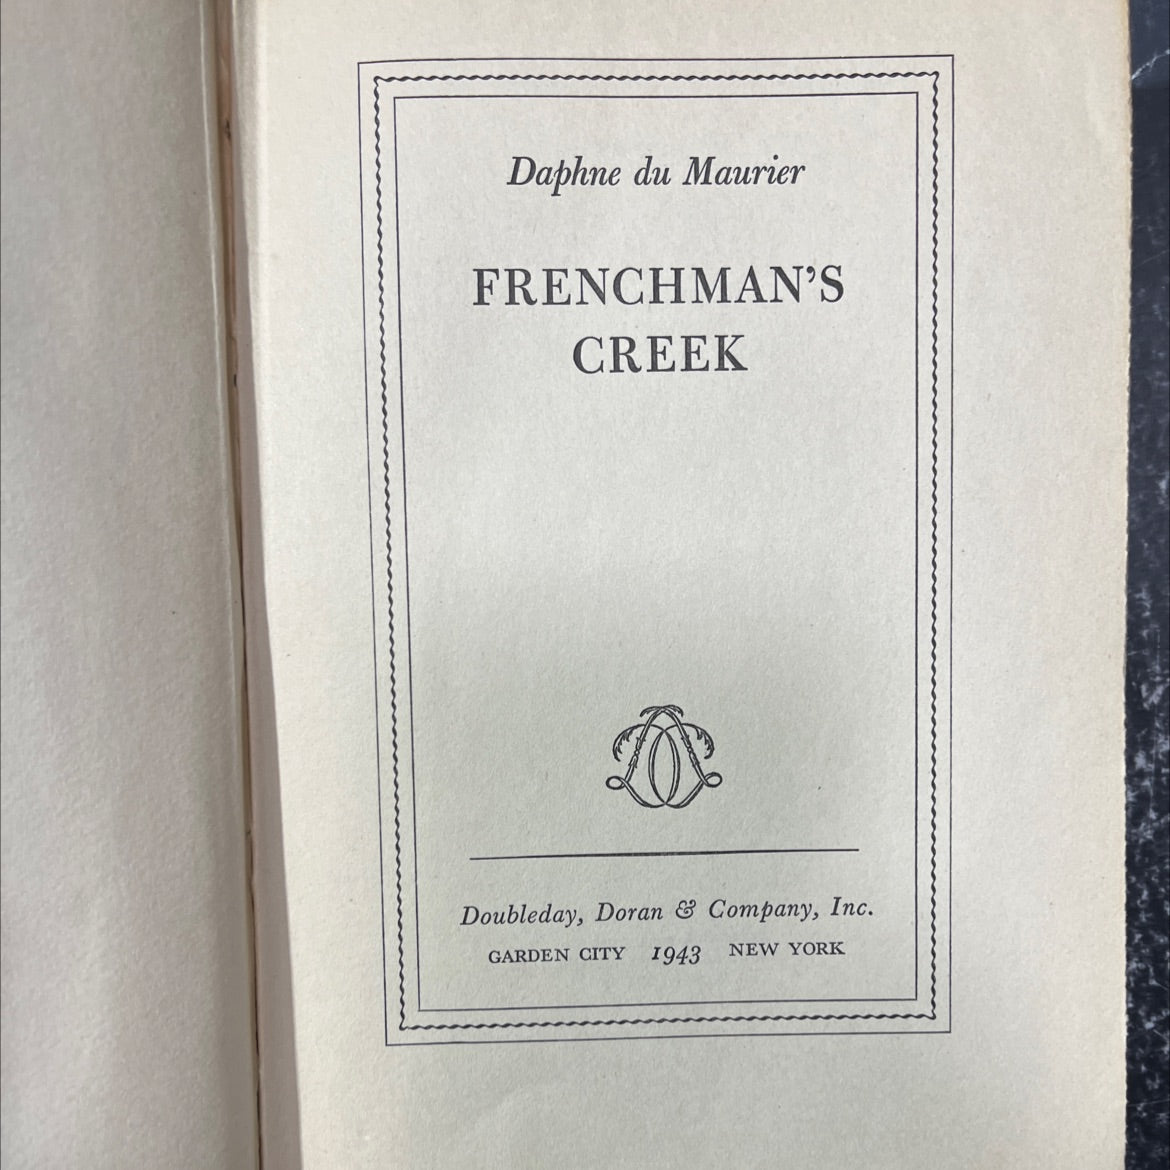 Daphne du Maurier
FRENCHMAN’S
CREEK
Doubleday, Doran & Company, Inc.
GARDEN CITY 1943 NEW YORK